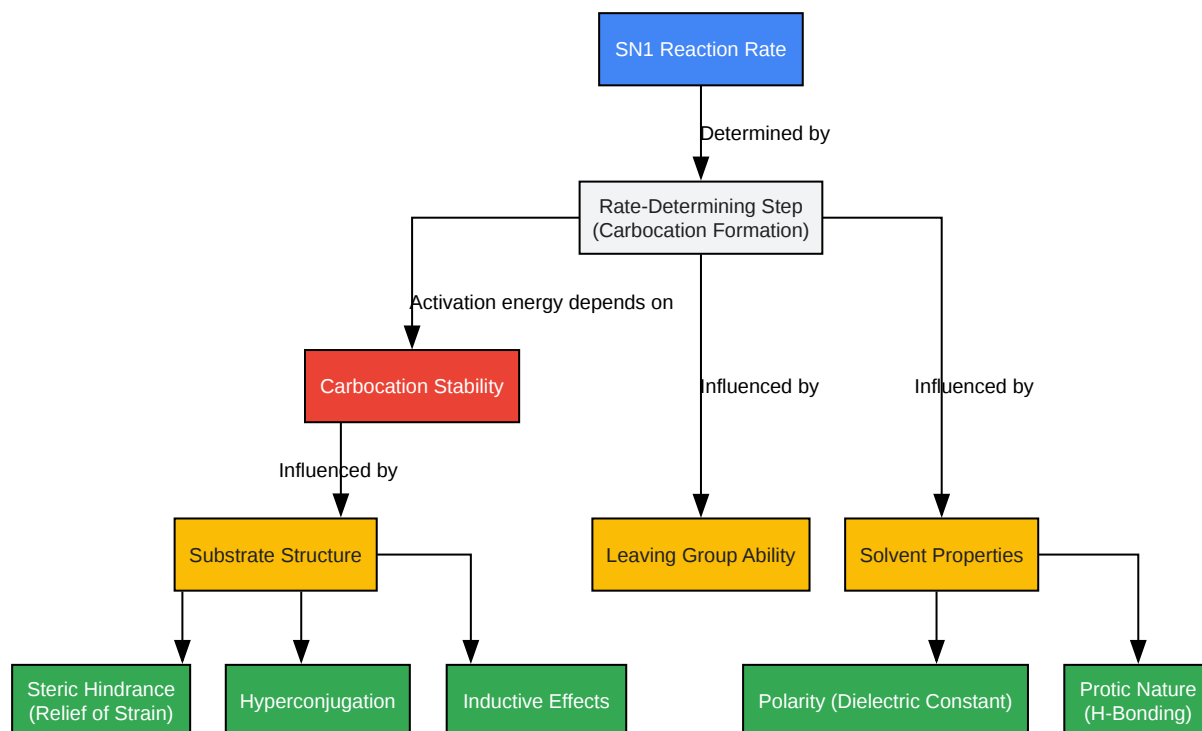 SN1 Reaction Rate
Determined by
Rate-Determining Step
(Carbocation Formation)
Activation energy depends on
Carbocation Stability
Influenced by
Influenced by
Influenced by
Substrate Structure
Leaving Group Ability
Solvent Properties
Steric Hindrance
(Relief of Strain)
Hyperconjugation
Inductive Effects
Polarity (Dielectric Constant)
Protic Nature
(H-Bonding)